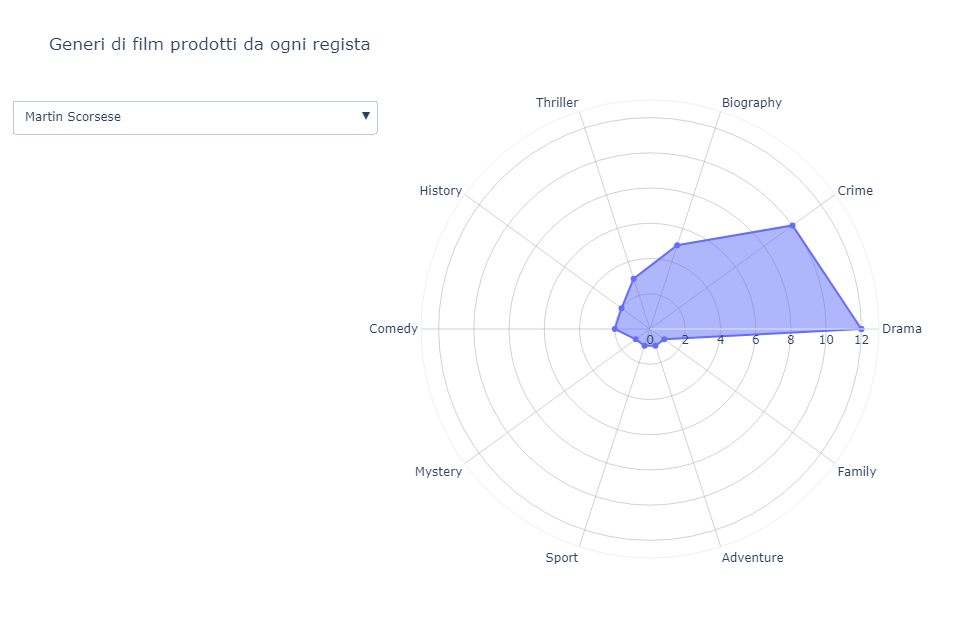 Generi di film prodotti da ogni regista
Martin Scorsese
Thriller
Biography
History
Crime
Comedy
Drama
0 2 4 6 8 10 12
Mystery
Family
Sport
Adventure